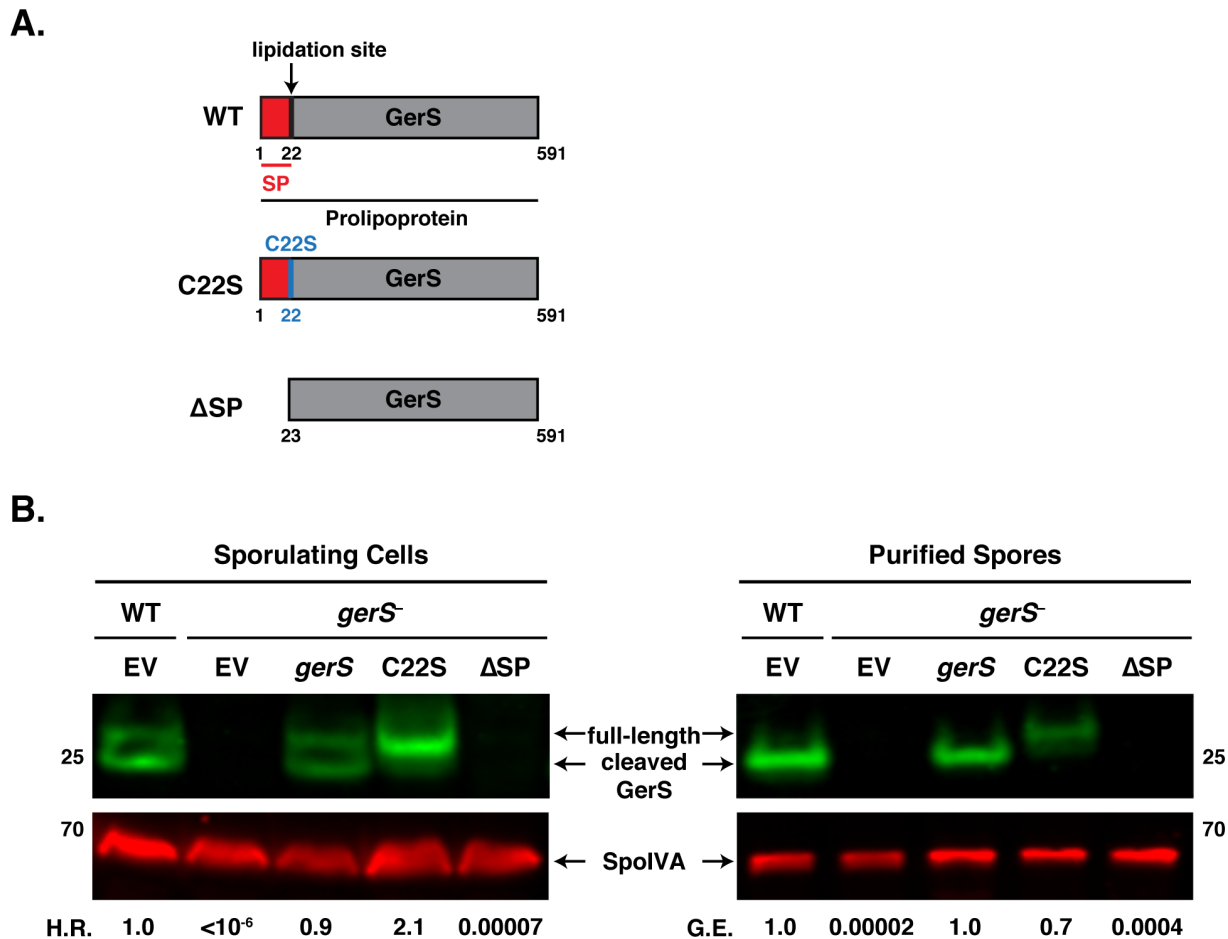 A.
lipidation site
WT
GerS
1 22 591
SP
Prolipoprotein
C22S
C22S
GerS
1 22 591
ΔSP
GerS
23 591
B.
Sporulating Cells Purified Spores
WT gerS– WT gerS–
EV EV gerS C22S ΔSP EV EV gerS C22S ΔSP
full-length
25 cleaved 25
GerS
70 70
SpoIVA
H.R. 1.0 <10-6 0.9 2.1 0.00007 G.E. 1.0 0.00002 1.0 0.7 0.0004